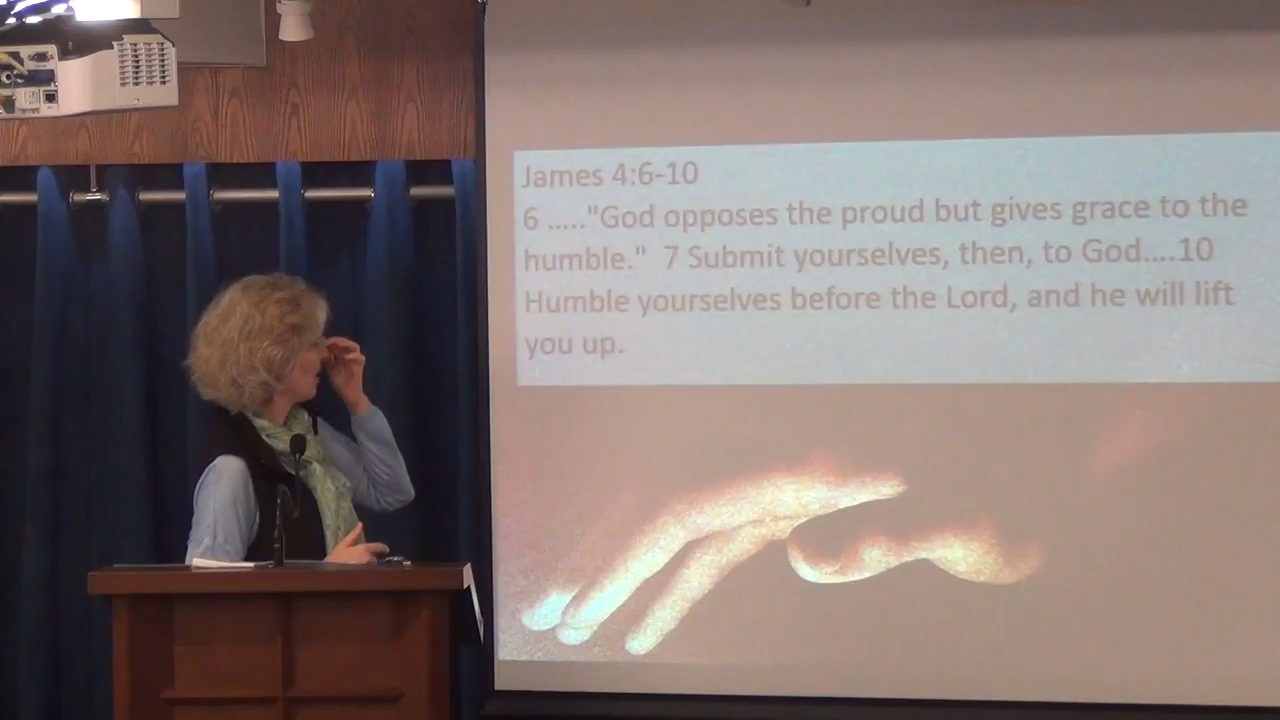 James 4:6-10
6 ....."God opposes the proud but gives grace to the
humble."  7 Submit yourselves, then, to God....10
Humble yourselves before the Lord, and he will lift
you up.